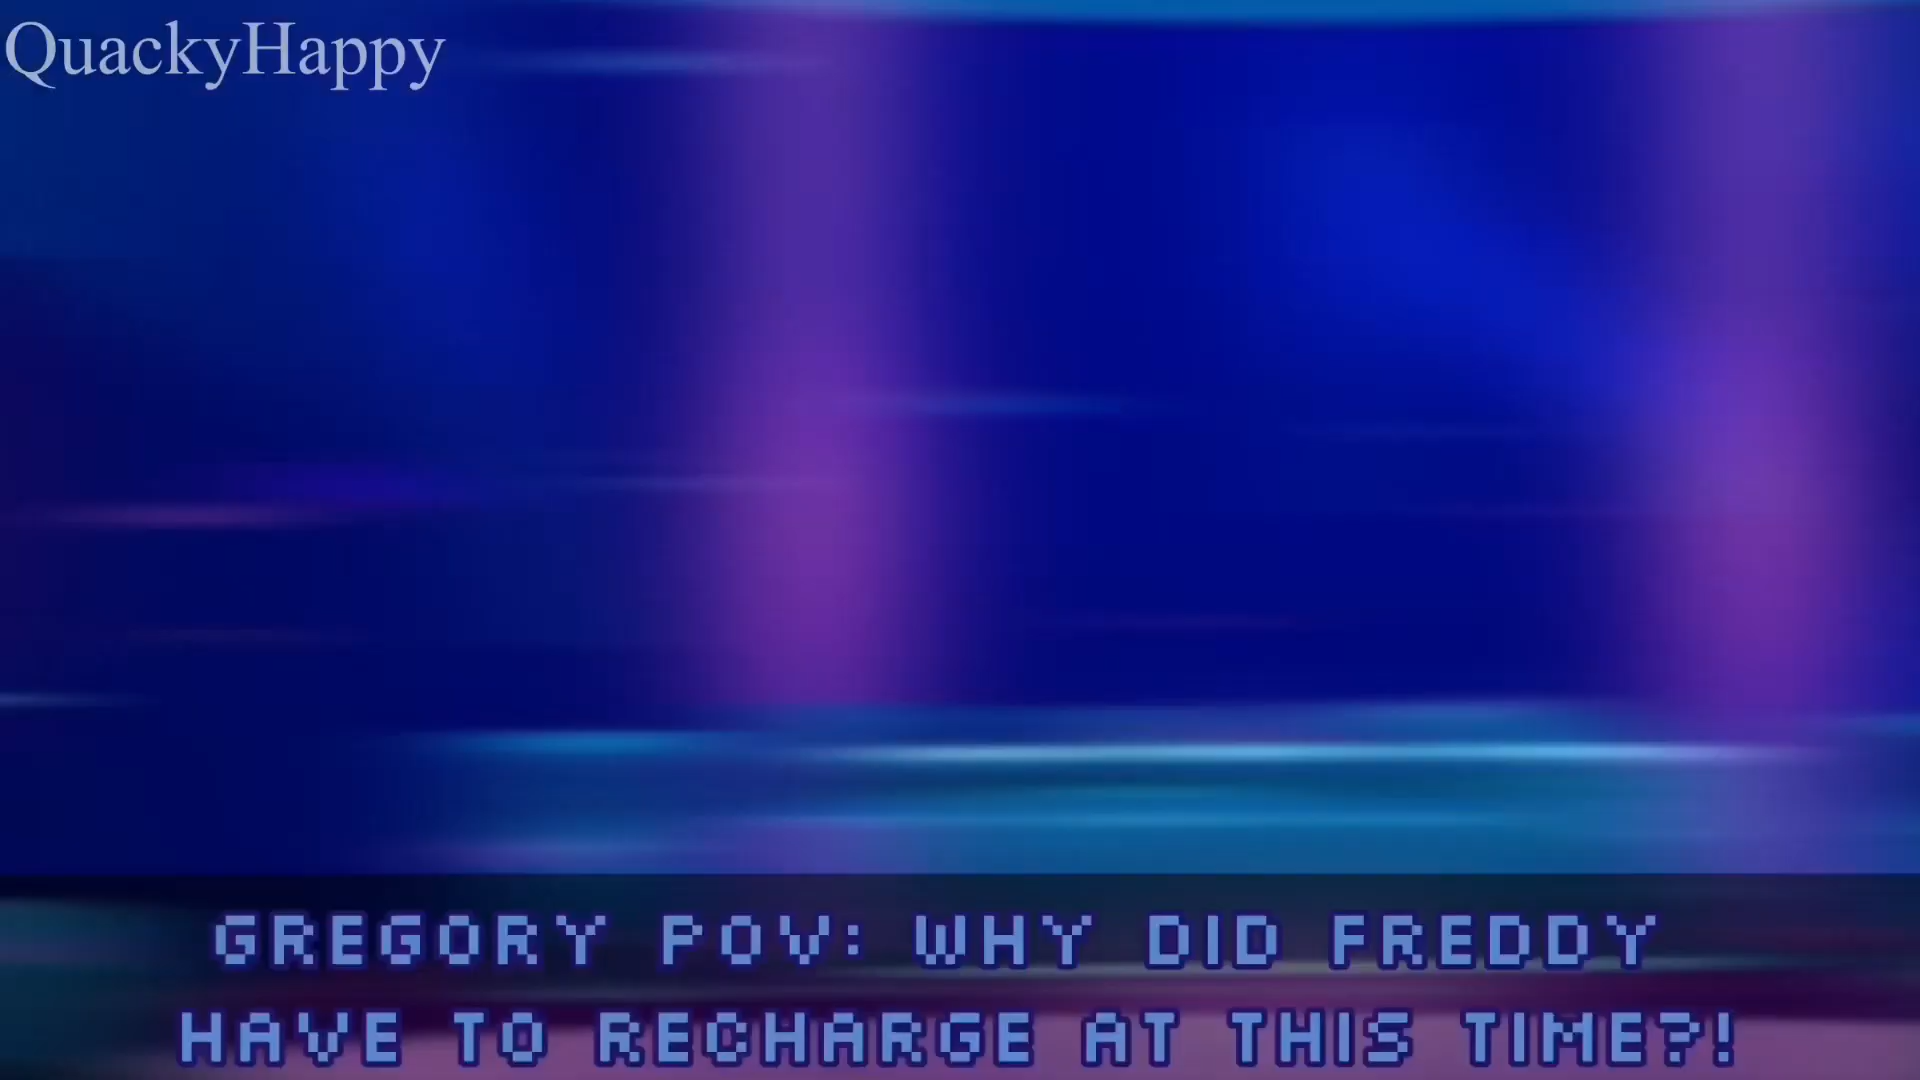 QuackyHappy
GREGORY POV: WHY DID FREDDY
HAVE TO RECHARGE AT THIS TIME?!